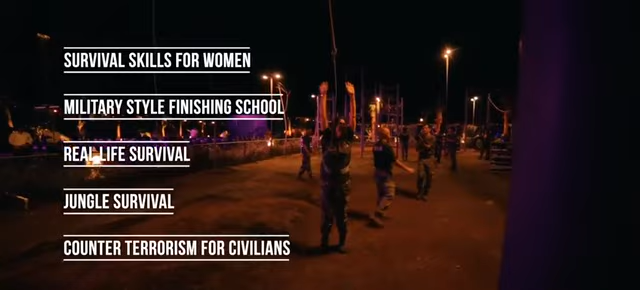 SURVIVAL SKILLS FOR WOMEN
MILITARY STYLE FINISHING SCHOOL
REAL LIFE SURVIVAL
JUNGLE SURVIVAL
COUNTER TERRORISM FOR CIVILIANS